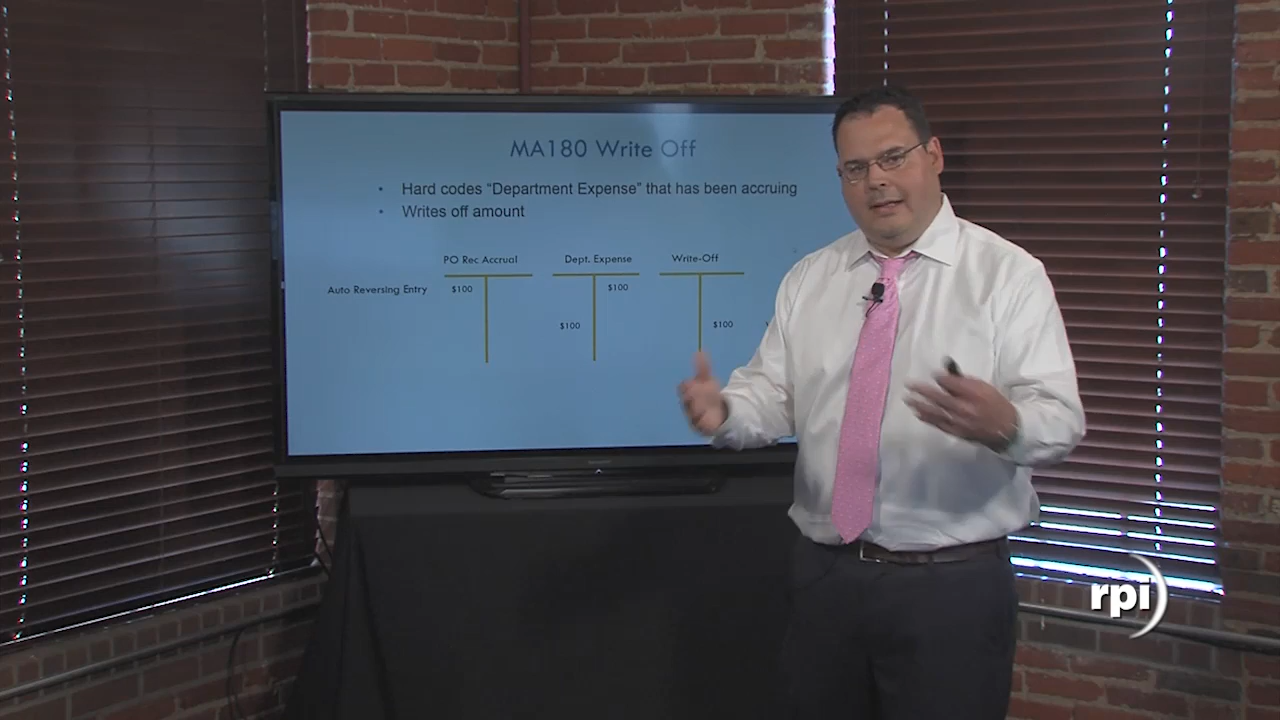 MA180 Write Off
• Hard codes “Department Expense” that has been accruing
• Writes off amount
PO Rec Accrual Dept. Expense Write-Off
Auto Reversing Entry $100 $100
$100 $100
rpi